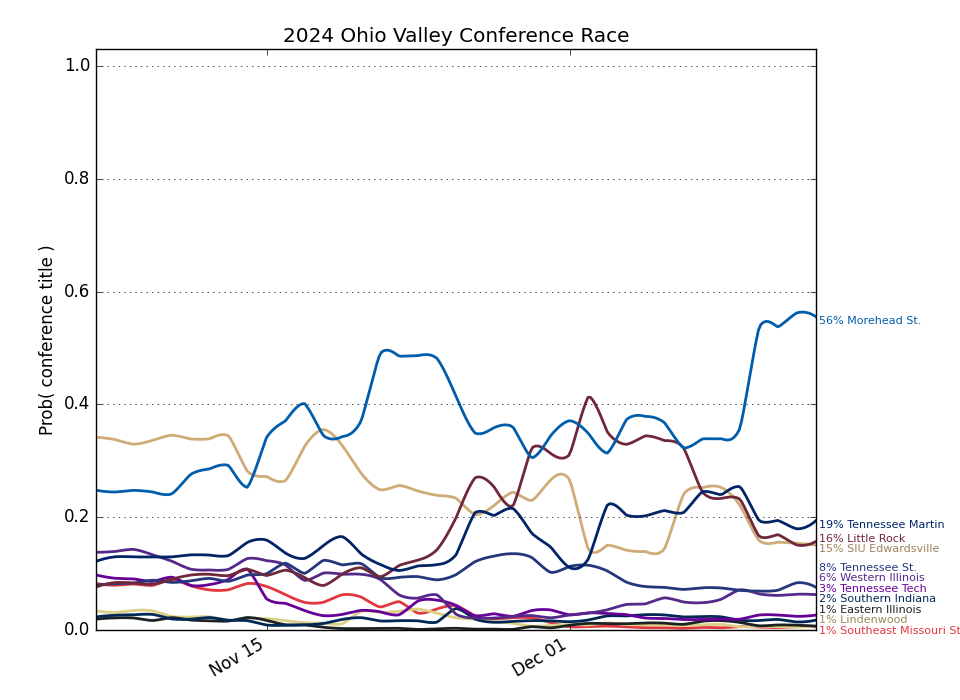 2024 Ohio Valley Conference Race
Prob( conference title )
1.0
0.8
0.6
0.4
0.2
0.0
Nov 15
Dec 01
56% Morehead St.
19% Tennessee Martin
16% Little Rock
15% SIU Edwardsville
8% Tennessee St.
6% Western Illinois
3% Tennessee Tech
2% Southern Indiana
1% Eastern Illinois
1% Lindenwood
1% Southeast Missouri St